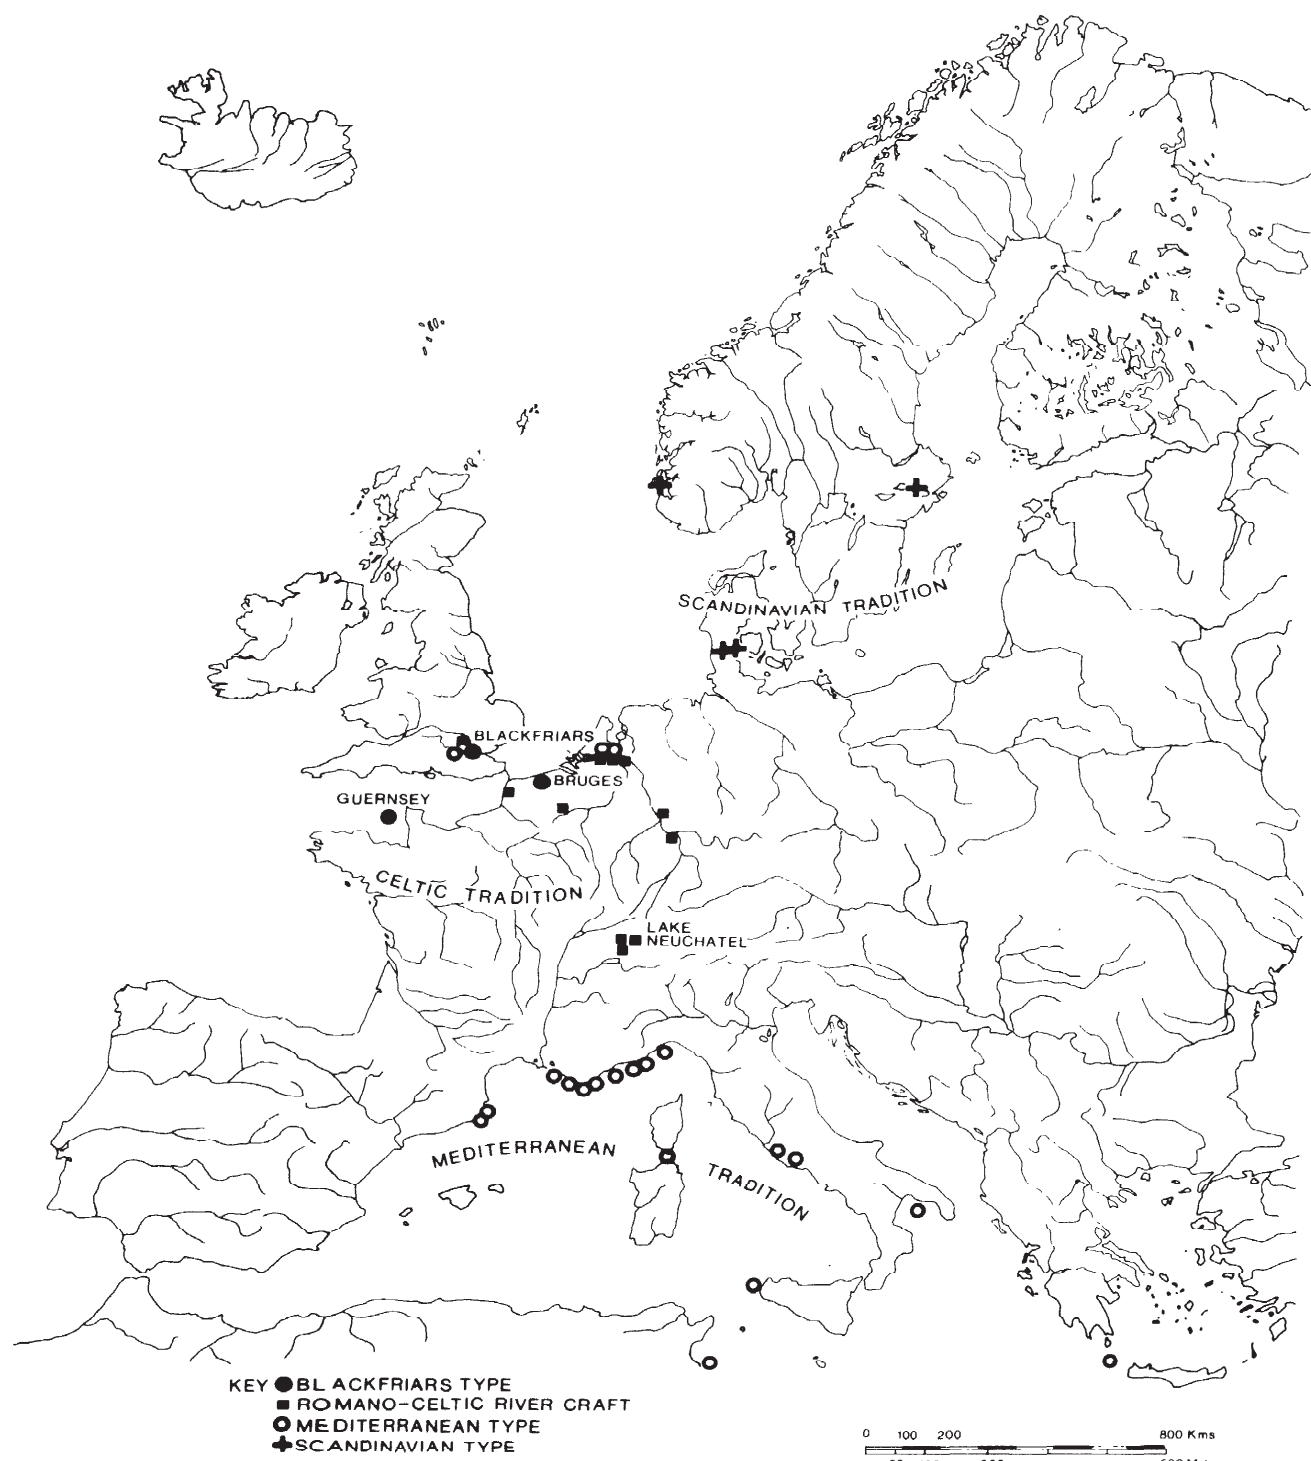 SCANDINAVIAN TRADITION
BLACKFRIARS
BRUGES
GUERNSEY
CELTIC TRADITION
LAKE
NEUCHATEL
MEDITERRANEAN
TRADITION
KEY BLACKFRIARS TYPE
ROMANO-CELTIC RIVER CRAFT
MEDITERRANEAN TYPE
SCANDINAVIAN TYPE
0 100 200 800 Kms